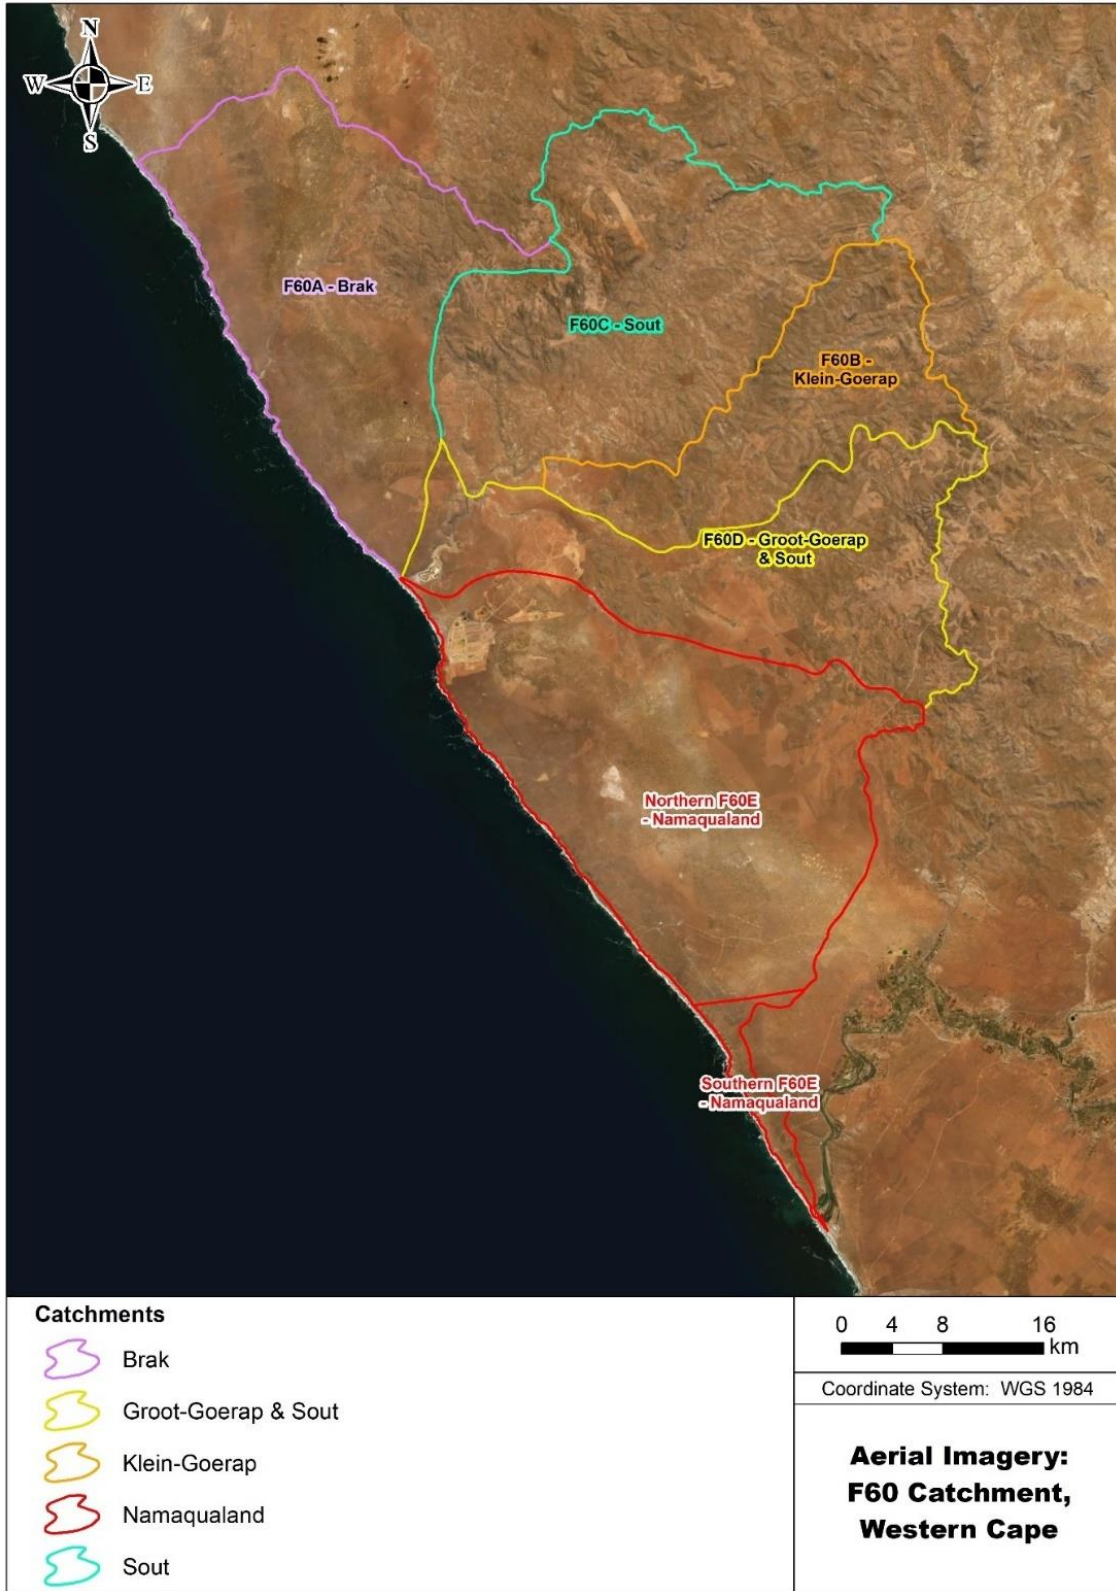 N
W
E
S
F60A - Brak
F60C - Sout
F60B -
Klein-Goerap
F60D - Groot-Goerap
& Sout
Northern F60E
- Namaqualand
Southern F60E
- Namaqualand
Catchments
Brak
Groot-Goerap & Sout
Klein-Goerap
Namaqualand
Sout
0 4 8 16
km
Coordinate System: WGS 1984
Aerial Imagery:
F60 Catchment,
Western Cape